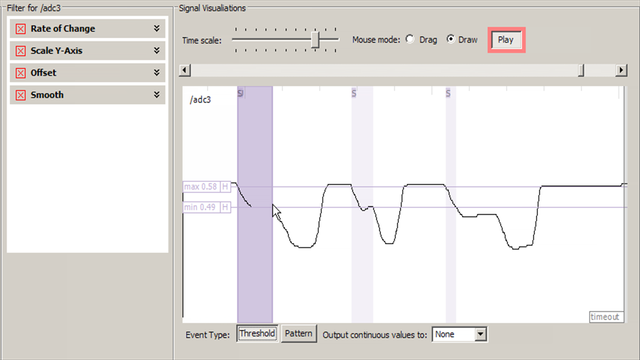 Filter for /adc3
Rate of Change
Scale Y-Axis
Offset
Smooth
Signal Visualiations
Time scale:
Mouse mode: Drag Draw Play
/adc3
S S
max 0.58 H
min 0.49 H
timeout
Event Type: Threshold Pattern Output continuous values to: None